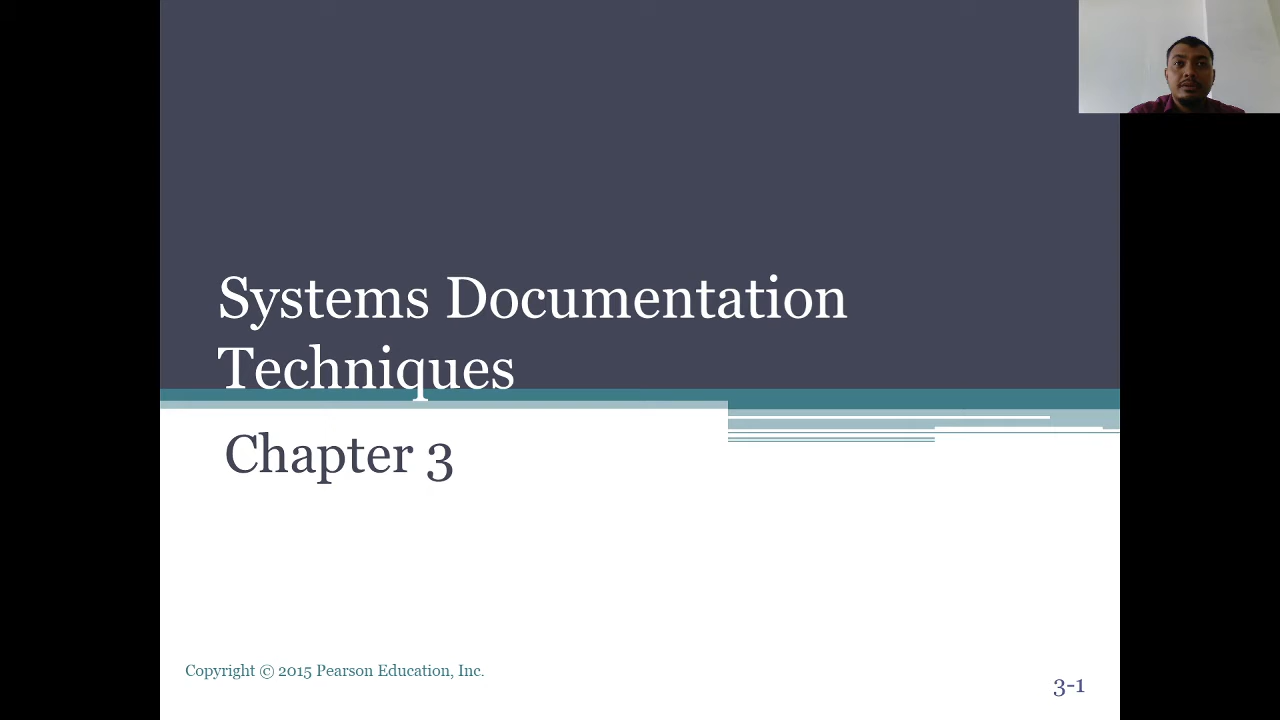 Systems Documentation
Techniques
Chapter 3
Copyright © 2015 Pearson Education, Inc.
3-1